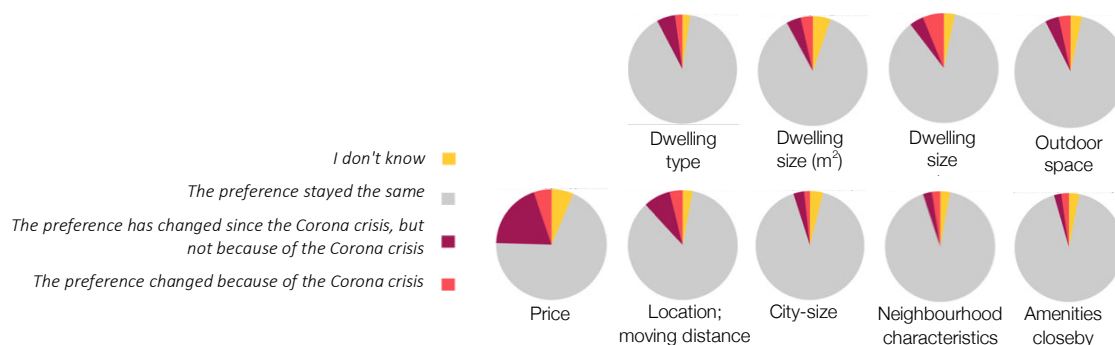 Dwelling
type
Dwelling
size (m²)
Dwelling
size
Outdoor
space
I don't know
The preference stayed the same
The preference has changed since the Corona crisis, but
not because of the Corona crisis
The preference changed because of the Corona crisis
Price
Location;
moving distance
City-size
Neighbourhood
characteristics
Amenities
closeby